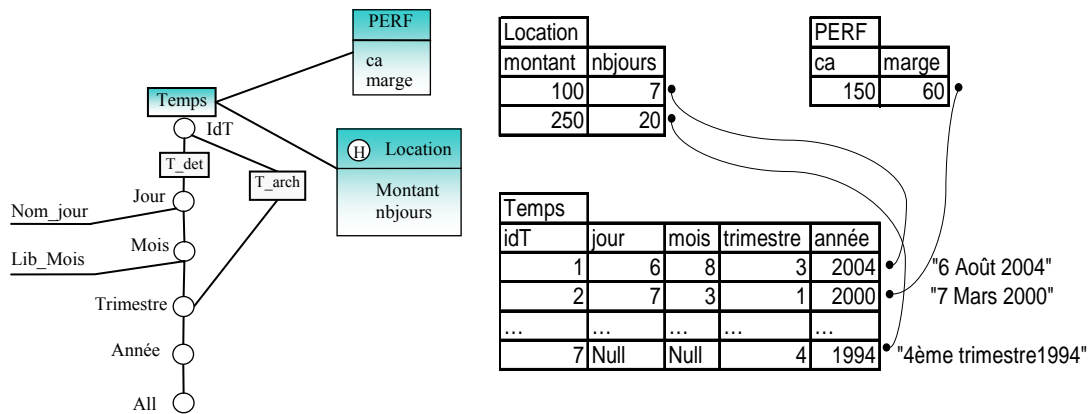 PERF
ca
marge
Temps
IdT
T_det
T_arch
H Location
Montant
nbjours
Jour
Nom_jour
Mois
Lib_Mois
Trimestre
Année
All
Location
montant nbjours
100 7
250 20
PERF
ca marge
150 60
Temps
idT jour mois trimestre année
1 6 8 3 2004 "6 Août 2004"
2 7 3 1 2000 "7 Mars 2000"
... ... ... ... ...
7 Null Null 4 1994 "4ème trimestre1994"